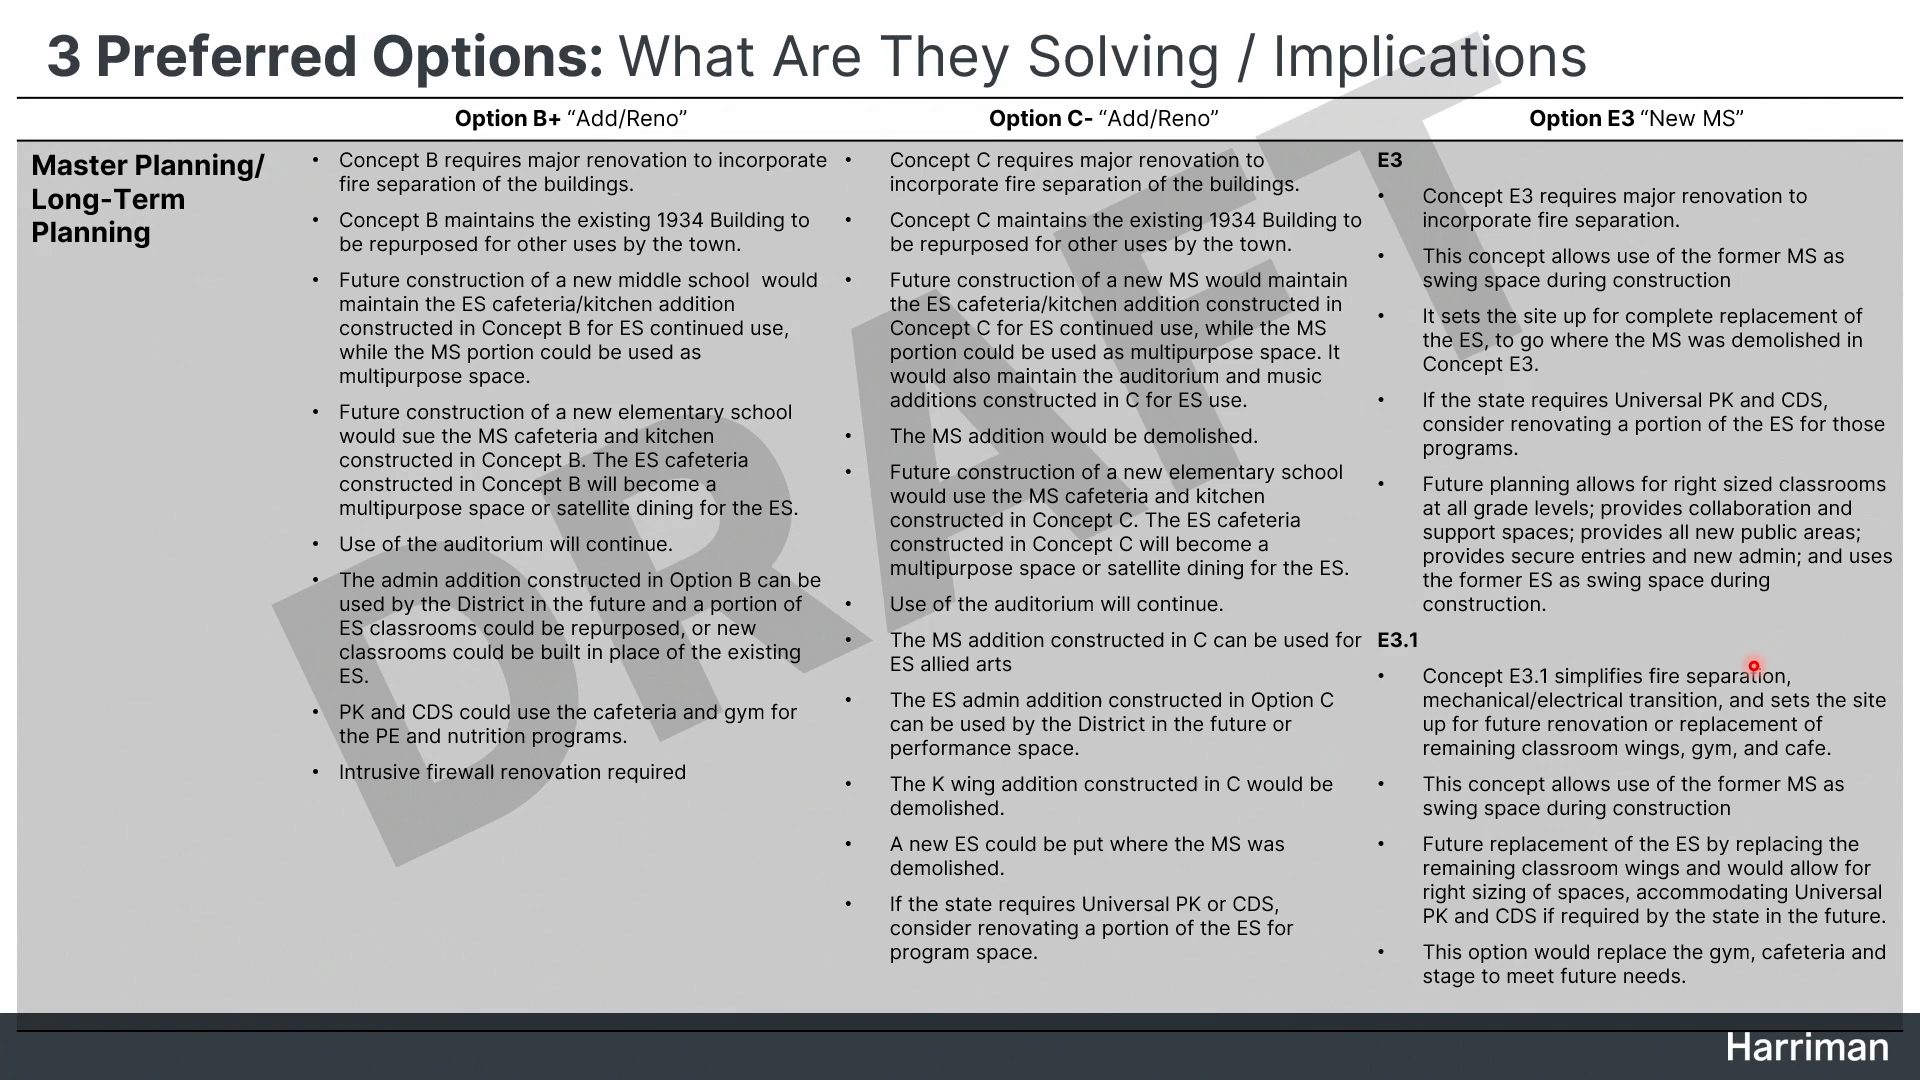 3 Preferred Options: What Are They Solving / Implications
Option B+ “Add/Reno”
Option C- “Add/Reno”
Option E3 “New MS”
Master Planning/
Long-Term
Planning
• Concept B requires major renovation to incorporate
fire separation of the buildings.
• Concept B maintains the existing 1934 Building to
be repurposed for other uses by the town.
• Future construction of a new middle school would
maintain the ES cafeteria/kitchen addition
constructed in Concept B for ES continued use,
while the MS portion could be used as
multipurpose space.
• Future construction of a new elementary school
would sue the MS cafeteria and kitchen
constructed in Concept B. The ES cafeteria
constructed in Concept B will become a
multipurpose space or satellite dining for the ES.
• Use of the auditorium will continue.
• The admin addition constructed in Option B can be
used by the District in the future and a portion of
ES classrooms could be repurposed, or new
classrooms could be built in place of the existing
ES.
• PK and CDS could use the cafeteria and gym for
the PE and nutrition programs.
• Intrusive firewall renovation required
• Concept C requires major renovation to
incorporate fire separation of the buildings.
• Concept C maintains the existing 1934 Building to
be repurposed for other uses by the town.
• Future construction of a new MS would maintain
the ES cafeteria/kitchen addition constructed in
Concept C for ES continued use, while the MS
portion could be used as multipurpose space. It
would also maintain the auditorium and music
additions constructed in C for ES use.
• The MS addition would be demolished.
• Future construction of a new elementary school
would use the MS cafeteria and kitchen
constructed in Concept C. The ES cafeteria
constructed in Concept C will become a
multipurpose space or satellite dining for the ES.
• Use of the auditorium will continue.
• The MS addition constructed in C can be used for
ES allied arts
• The ES admin addition constructed in Option C
can be used by the District in the future or
performance space.
• The K wing addition constructed in C would be
demolished.
• A new ES could be put where the MS was
demolished.
• If the state requires Universal PK or CDS,
consider renovating a portion of the ES for
program space.
E3
• Concept E3 requires major renovation to
incorporate fire separation.
• This concept allows use of the former MS as
swing space during construction
• It sets the site up for complete replacement of
the ES, to go where the MS was demolished in
Concept E3.
• If the state requires Universal PK and CDS,
consider renovating a portion of the ES for those
programs.
• Future planning allows for right sized classrooms
at all grade levels; provides collaboration and
support spaces; provides all new public areas;
provides secure entries and new admin; and uses
the former ES as swing space during
construction.
E3.1
• Concept E3.1 simplifies fire separation,
mechanical/electrical transition, and sets the site
up for future renovation or replacement of
remaining classroom wings, gym, and cafe.
• This concept allows use of the former MS as
swing space during construction
• Future replacement of the ES by replacing the
remaining classroom wings and would allow for
right sizing of spaces, accommodating Universal
PK and CDS if required by the state in the future.
• This option would replace the gym, cafeteria and
stage to meet future needs.
DRAFT
Harriman